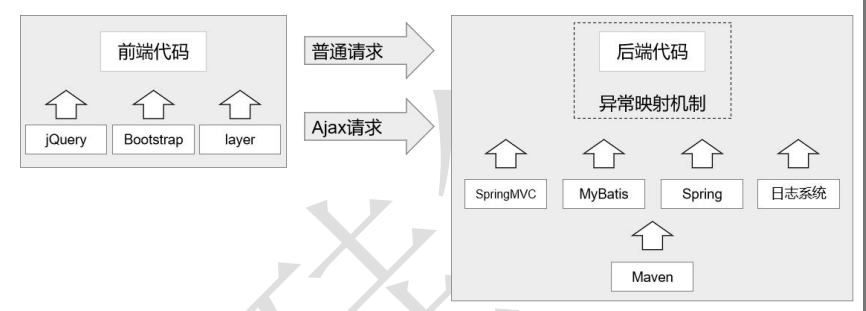 前端代码
jQuery
Bootstrap
layer
普通请求
Ajax请求
后端代码
异常映射机制
SpringMVC
MyBatis
Spring
日志系统
Maven